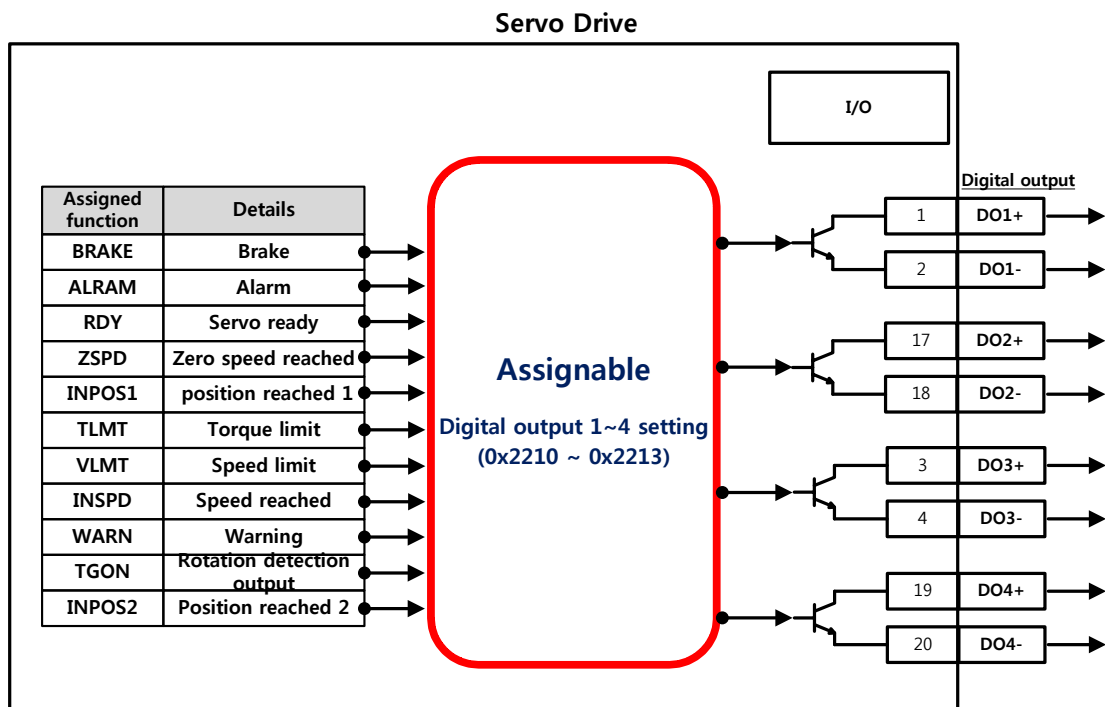 Servo Drive
I/O
Digital output
Assigned
function
Details
BRAKE
Brake
ALRAM
Alarm
RDY
Servo ready
ZSPD
Zero speed reached
INPOS1
position reached 1
TLMT
Torque limit
VLMT
Speed limit
INSPD
Speed reached
WARN
Warning
TGON
Rotation detection
output
INPOS2
Position reached 2
Assignable
Digital output 1~4 setting
(0x2210 ~ 0x2213)
1
DO1+
2
DO1-
17
DO2+
18
DO2-
3
DO3+
4
DO3-
19
DO4+
20
DO4-